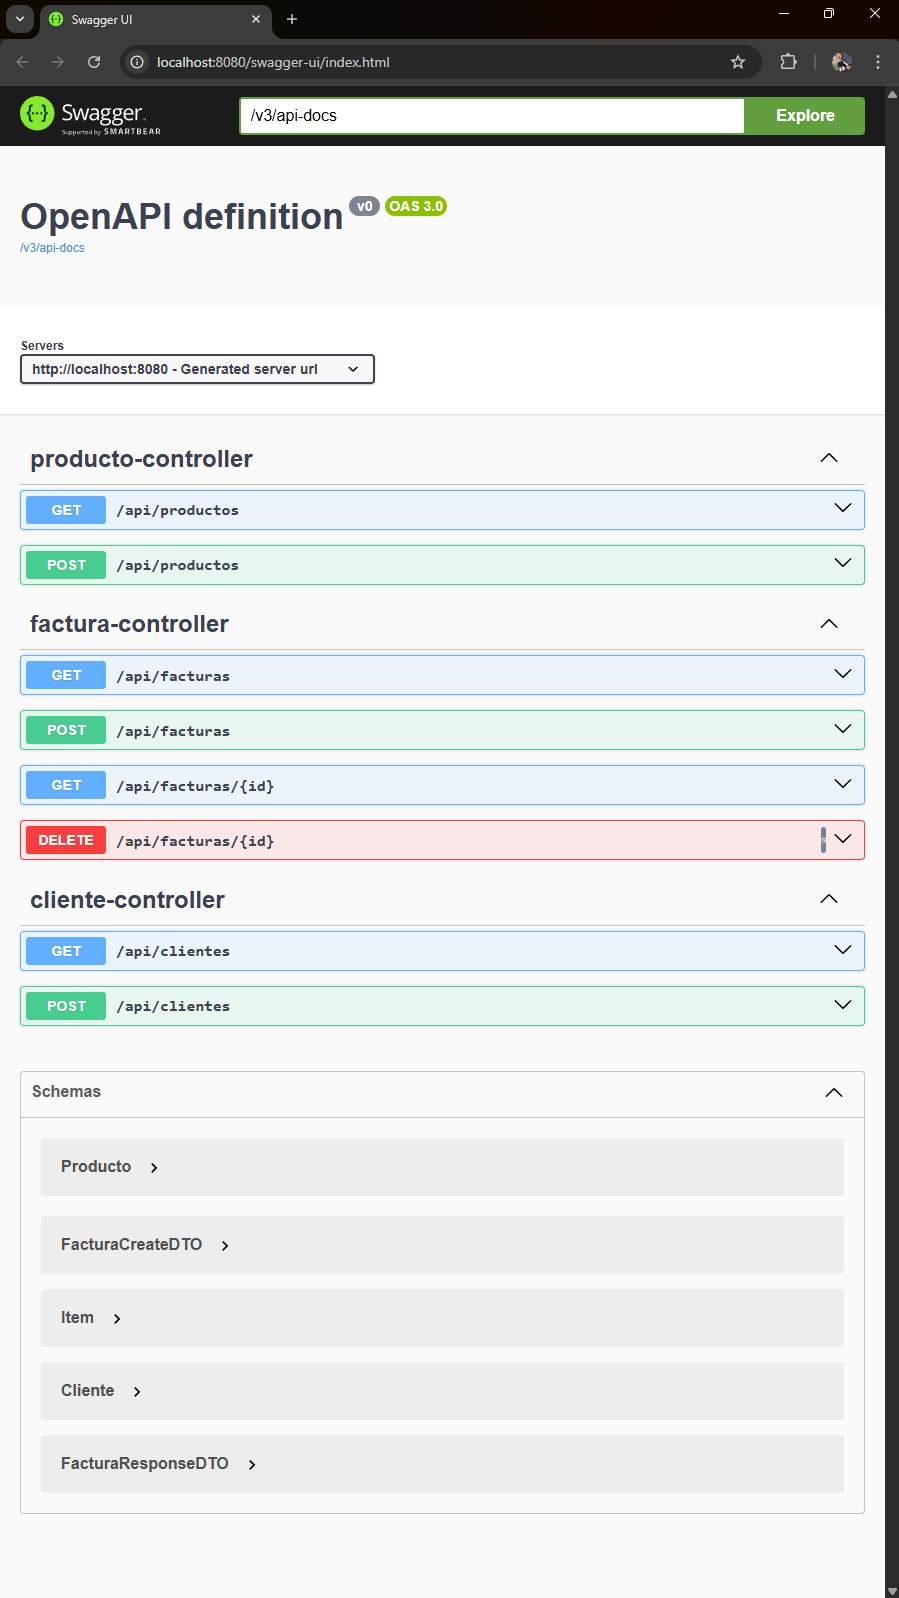 Swagger UI
localhost:8080/swagger-ui/index.html
Swagger
Supported by SMARTBEAR
/v3/api-docs
Explore
OpenAPI definition v0 OAS 3.0
/v3/api-docs
Servers
http://localhost:8080 - Generated server url
producto-controller
GET /api/productos
POST /api/productos
factura-controller
GET /api/facturas
POST /api/facturas
GET /api/facturas/{id}
DELETE /api/facturas/{id}
cliente-controller
GET /api/clientes
POST /api/clientes
Schemas
Producto
FacturaCreateDTO
Item
Cliente
FacturaResponseDTO